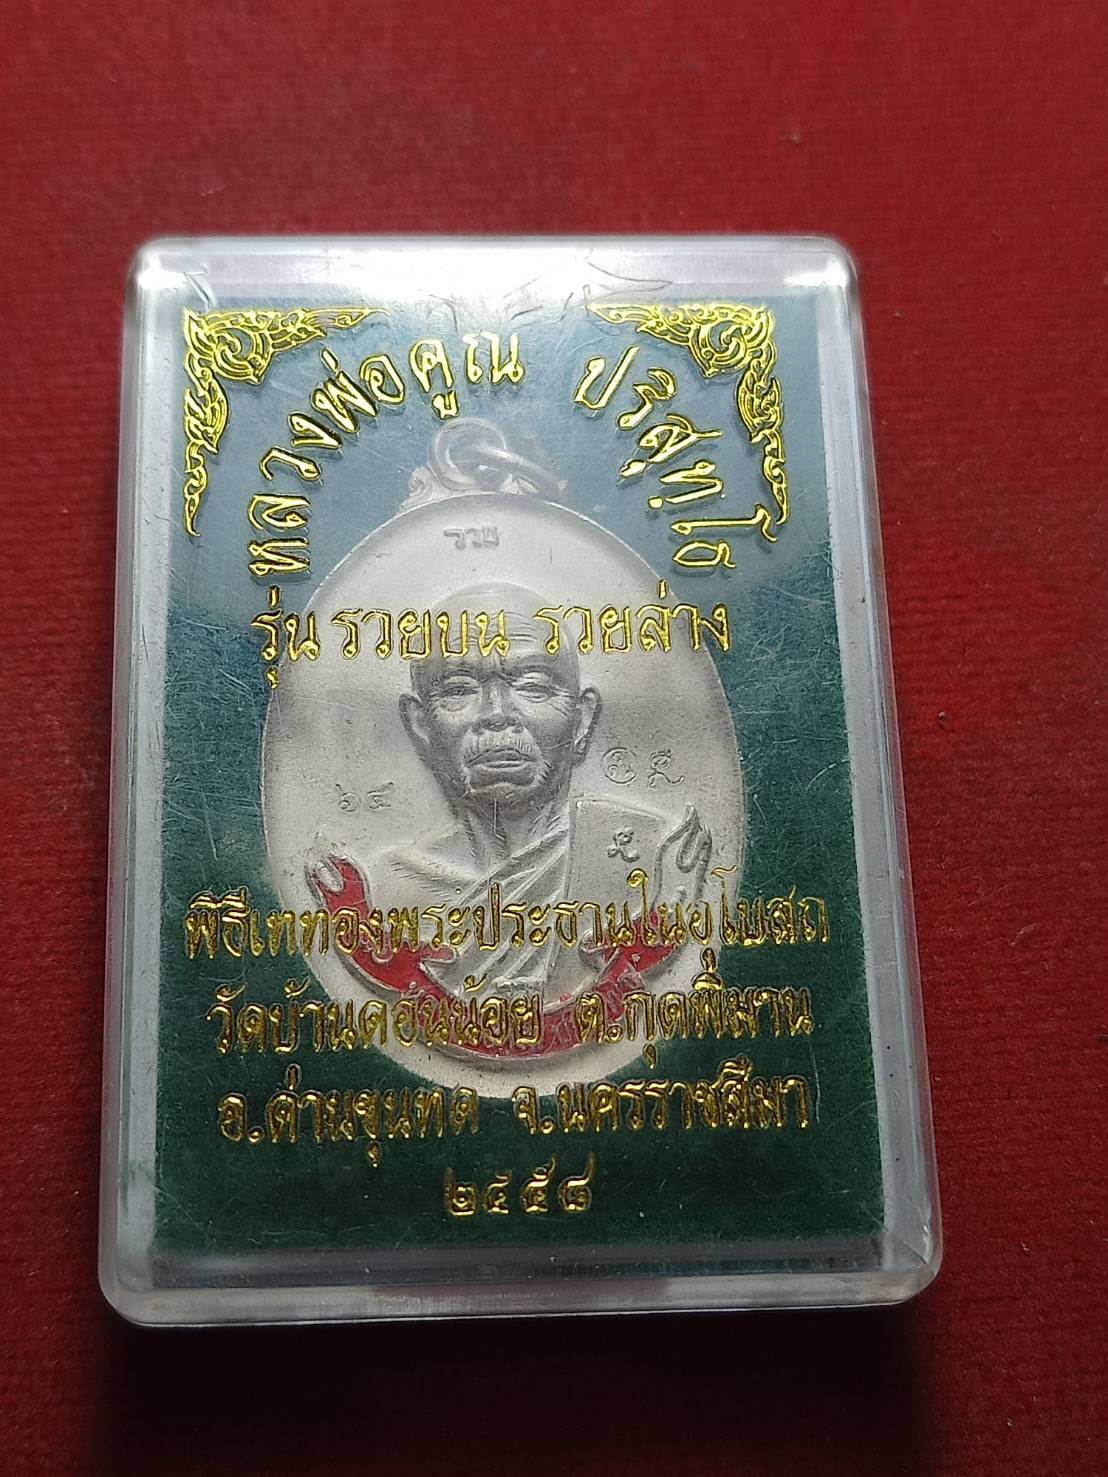 หลวงพ่อคูณ ปริสุทฺโธ
รวย
รุ่น รวยบน รวยล่าง
๖๔
พิธีเททองพระประธานในอุโบสถ
วัดบ้านดอนน้อย ต.กุดพิมาน
อ.ด่านขุนทด จ.นครราชสีมา
๒๕๕๘